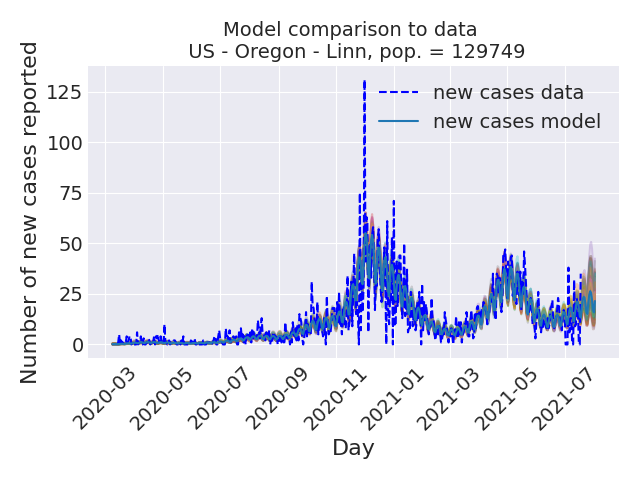 Model comparison to data
US - Oregon - Linn, pop. = 129749
Number of new cases reported
125
100
75
50
25
0
new cases data
new cases model
2020-03
2020-05
2020-07
2020-09
2020-11
2021-01
2021-03
2021-05
2021-07
Day